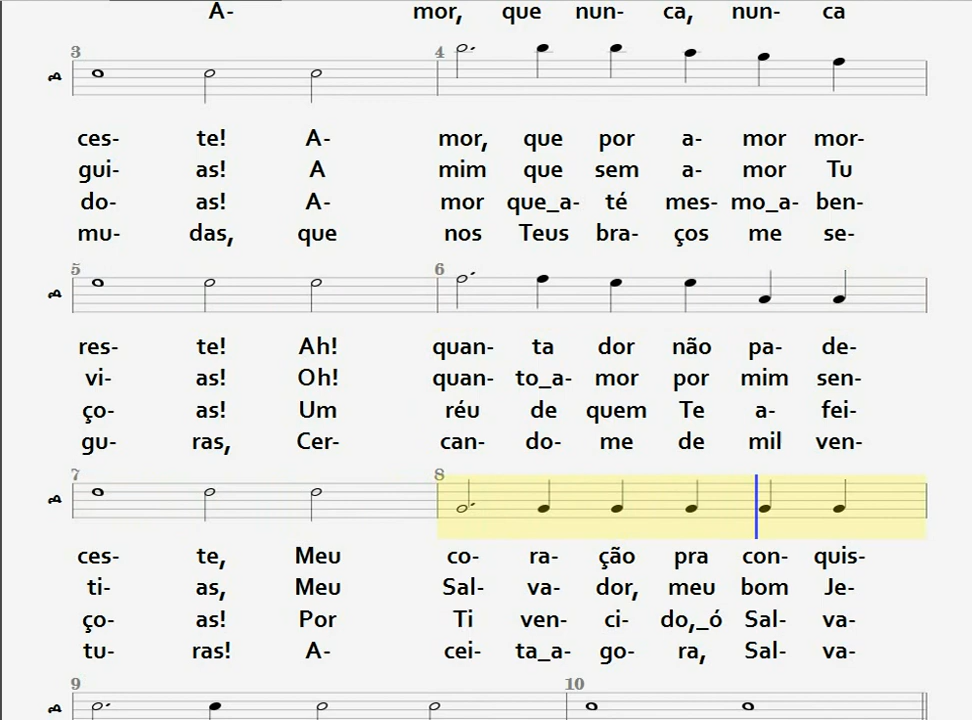 A- mor, que nun- ca, nun- ca
3 4
ces- te! A- mor, que por a- mor mor-
gui- as! A mim que sem a- mor Tu
do- as! A- mor que_a- té mes- mo_a- ben-
mu- das, que nos Teus bra- ços me se-
5 6
res- te! Ah! quan- ta dor não pa- de-
vi- as! Oh! quan- to_a- mor por mim sen-
ço- as! Um réu de quem Te a- fei-
gu- ras, Cer- can- do- me de mil ven-
7 8
ces- te, Meu co- ra- ção pra con- quis-
ti- as, Meu Sal- va- dor, meu bom Je-
ço- as! Por Ti ven- ci- do,_ó Sal- va-
tu- ras! A- cei- ta_a- go- ra, Sal- va-
9 10